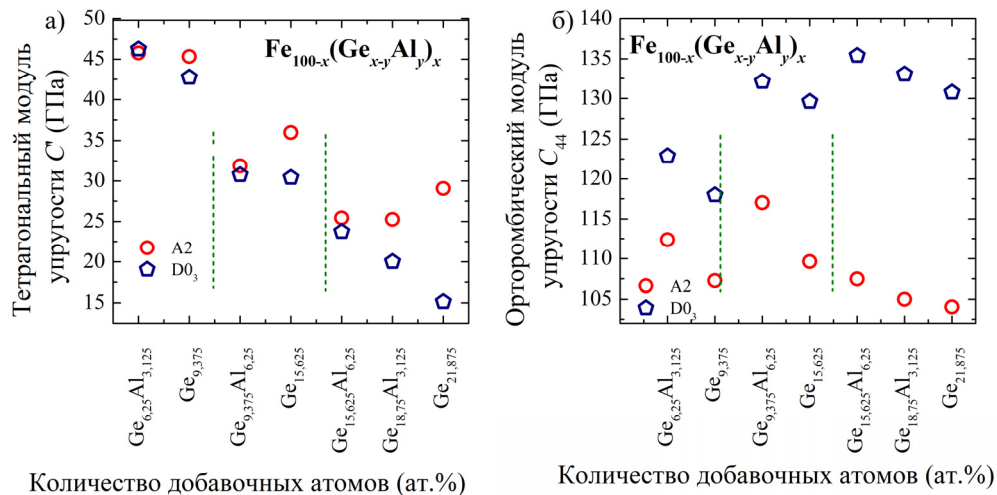 а)
Fe100-x(Gex-yAly)x
Тетрагональный модуль
упругости C' (ГПа)
50
45
40
35
30
25
20
15
A2
D03
Ge6,25Al3,125
Ge9,375
Ge9,375Al6,25
Ge15,625
Ge15,625Al6,25
Ge18,75Al3,125
Ge21,875
Количество добавочных атомов (ат.%)
б)
Fe100-x(Gex-yAly)x
Орторомбический модуль
упругости C44 (ГПа)
140
135
130
125
120
115
110
105
A2
D03
Ge6,25Al3,125
Ge9,375
Ge9,375Al6,25
Ge15,625
Ge15,625Al6,25
Ge18,75Al3,125
Ge21,875
Количество добавочных атомов (ат.%)